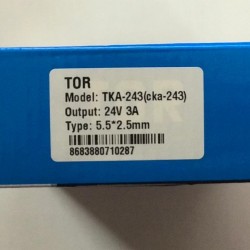 TOR
Model: TKA-243(cka-243)
Output: 24V 3A
Type: 5.5*2.5mm
8683880710287